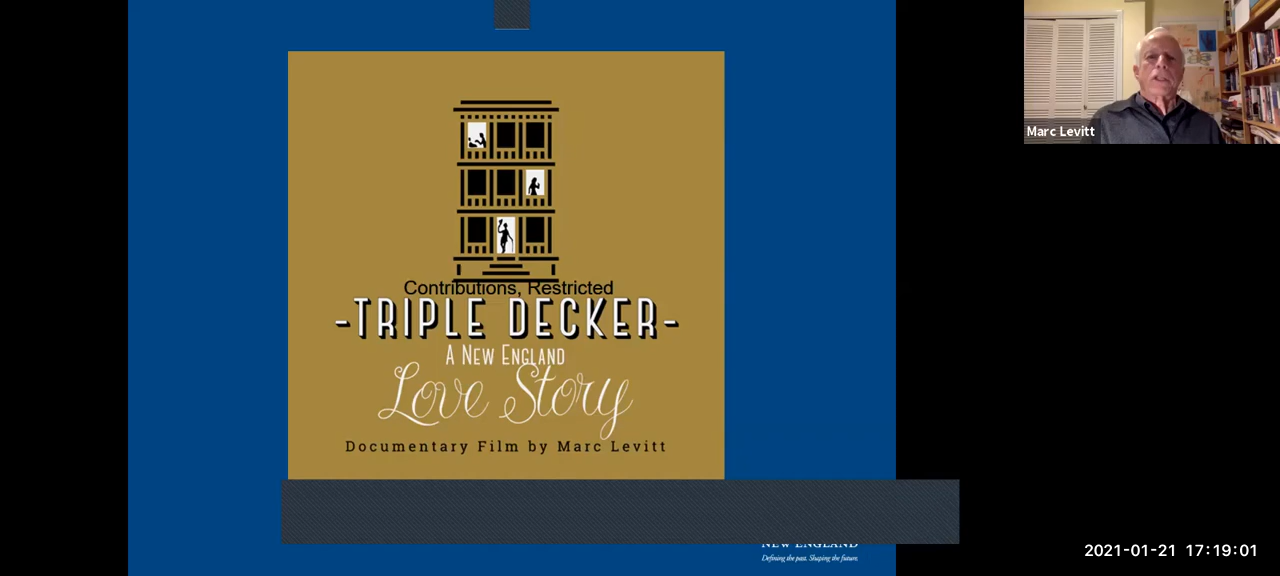 Marc Levitt
Contributions, Restricted
-TRIPLE DECKER-
A NEW ENGLAND
Love Story
Documentary Film by Marc Levitt
NEW ENGLAND
Defining the past. Shaping the future.
2021-01-21 17:19:01